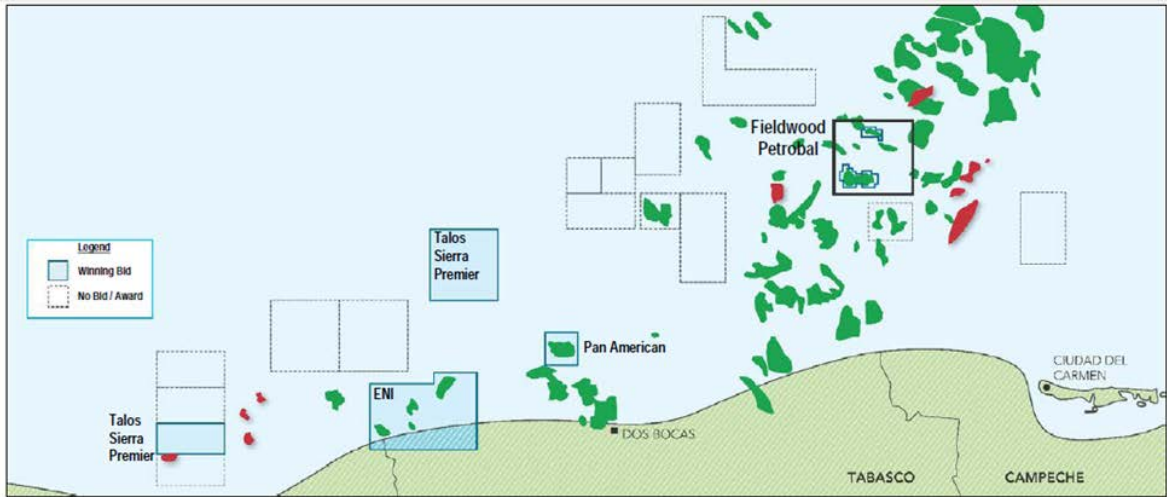 Fieldwood
Petrobal
Talos
Sierra
Premier
Legend
Winning Bid
No Bid / Award
Pan American
ENI
CIUDAD DEL
CARMEN
Talos
Sierra
Premier
DOS BOCAS
TABASCO
CAMPECHE